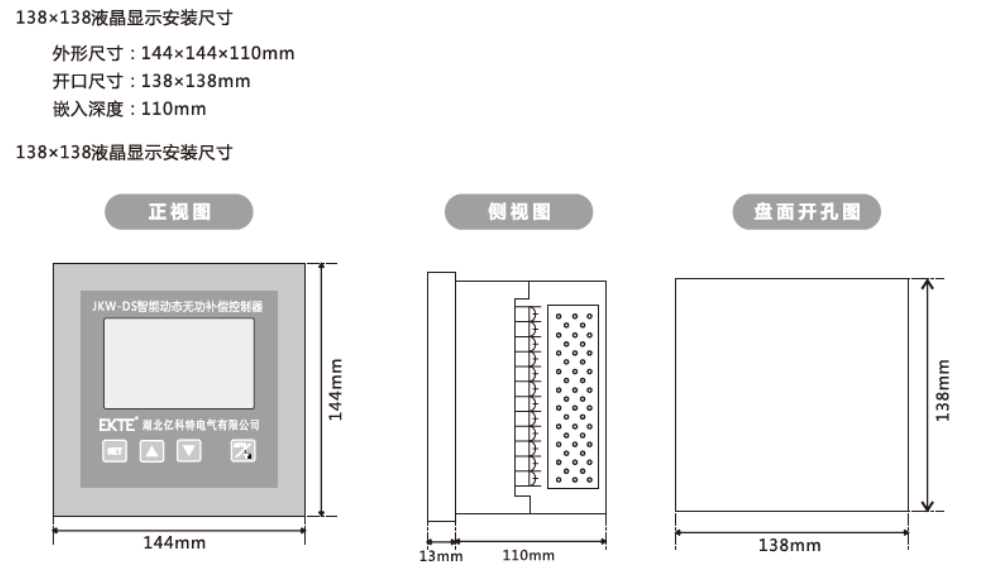 138×138液晶显示安装尺寸
外形尺寸：144×144×110mm
开口尺寸：138×138mm
嵌入深度：110mm
138×138液晶显示安装尺寸
正视图
侧视图
盘面开孔图
JKW-DS智能动态无功补偿控制器
144mm
138mm
EKTE® 湖北亿科特电气有限公司
144mm
13mm
110mm
138mm